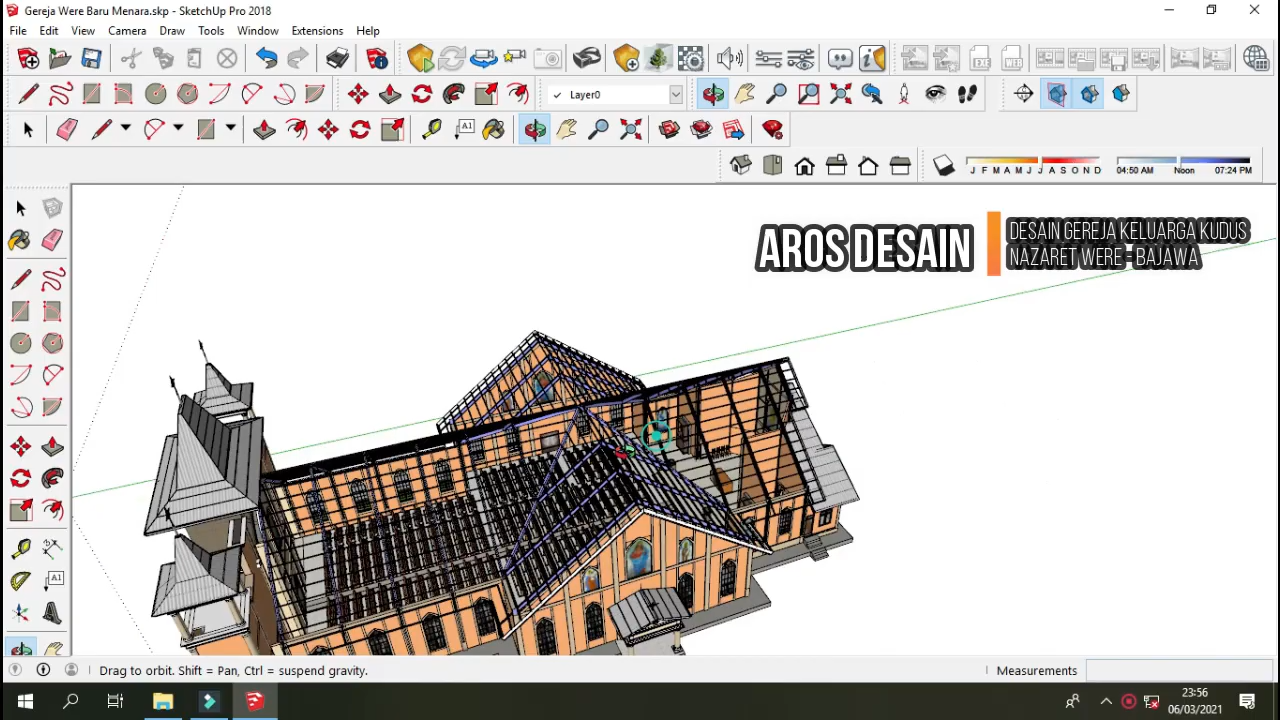 Gereja Were Baru Menara.skp - SketchUp Pro 2018
File Edit View Camera Draw Tools Window Extensions Help
Layer0
A1
J F M A M J J A S O N D 04:50 AM Noon 07:24 PM
AROS DESAIN
DESAIN GEREJA KELUARGA KUDUS
NAZARET WERE - BAJAWA
A1
Drag to orbit. Shift = Pan, Ctrl = suspend gravity.
Measurements
23:56
06/03/2021